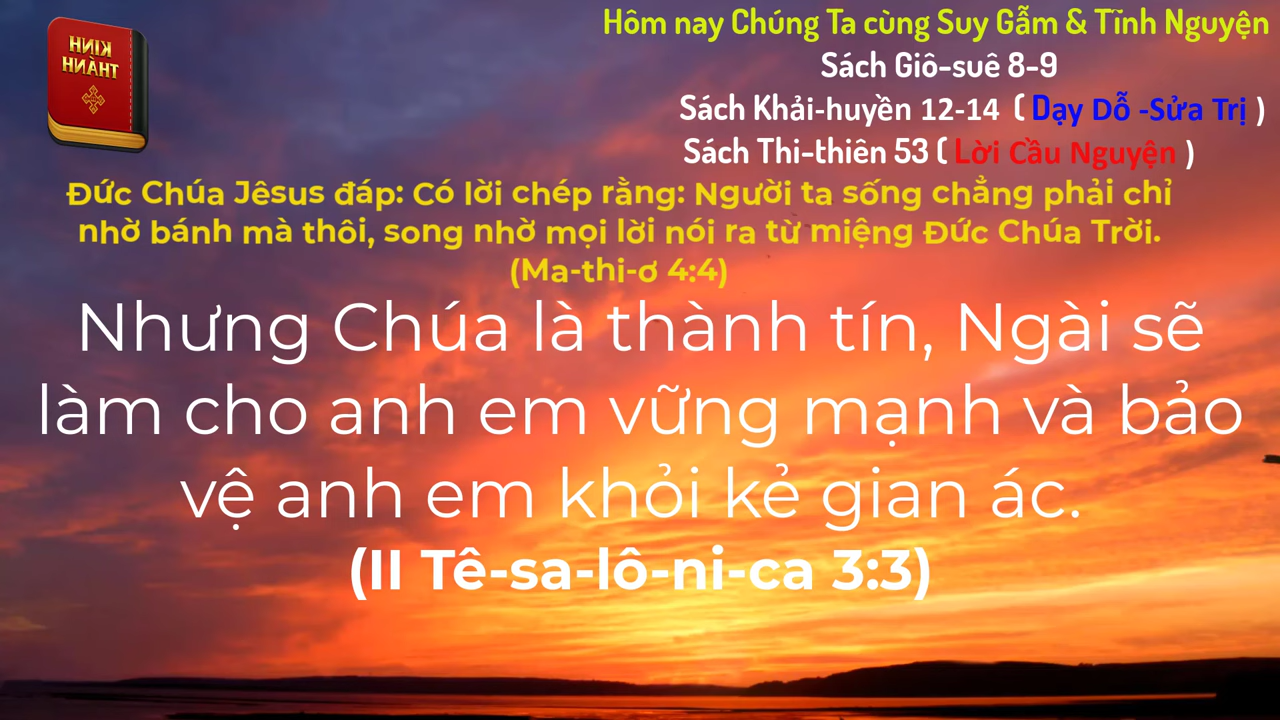 KINH
THÀNH
Hôm nay Chúng Ta cùng Suy Gẫm & Tĩnh Nguyện
Sách Giô-suê 8-9
Sách Khải-huyền 12-14 ( Dạy Dỗ -Sửa Trị )
Sách Thi-thiên 53 ( Lời Cầu Nguyện )
Đức Chúa Jêsus đáp: Có lời chép rằng: Người ta sống chẳng phải chỉ
nhờ bánh mà thôi, song nhờ mọi lời nói ra từ miệng Đức Chúa Trời.
(Ma-thi-ơ 4:4)
Nhưng Chúa là thành tín, Ngài sẽ
làm cho anh em vững mạnh và bảo
vệ anh em khỏi kẻ gian ác.
(II Tê-sa-lô-ni-ca 3:3)